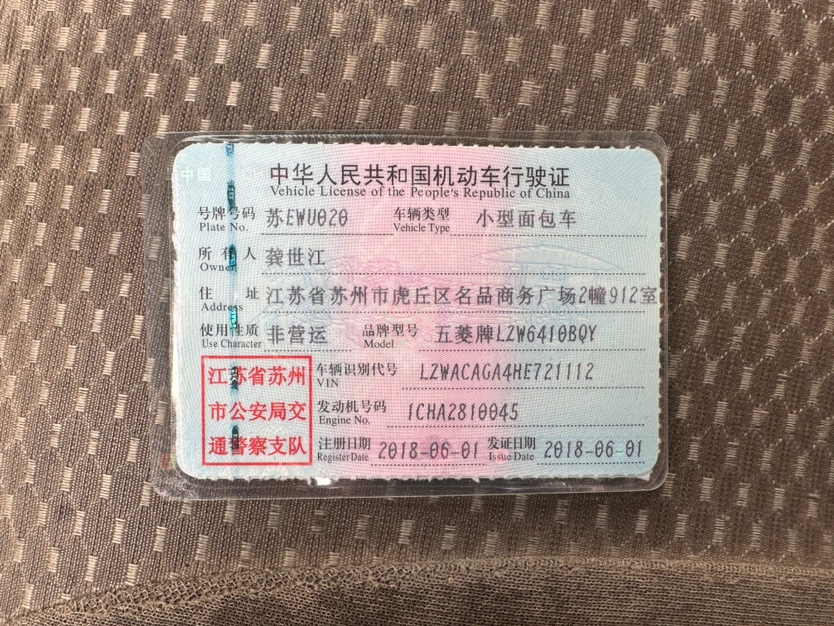 中国
中华人民共和国机动车行驶证
Vehicle License of the People's Republic of China
号牌号码 苏EWU020 车辆类型 小型面包车
Plate No. Vehicle Type
所有人 龚世江
Owner
住址 江苏省苏州市虎丘区名品商务广场2幢912室
Address
使用性质 非营运 品牌型号 五菱牌LZW6410BQY
Use Character Model
江苏省苏州
市公安局交
通警察支队
车辆识别代号 LZWACAGA4HE721112
VIN
发动机号码 1CHA2810045
Engine No.
注册日期 2018-06-01 发证日期 2018-06-01
Register Date Issue Date